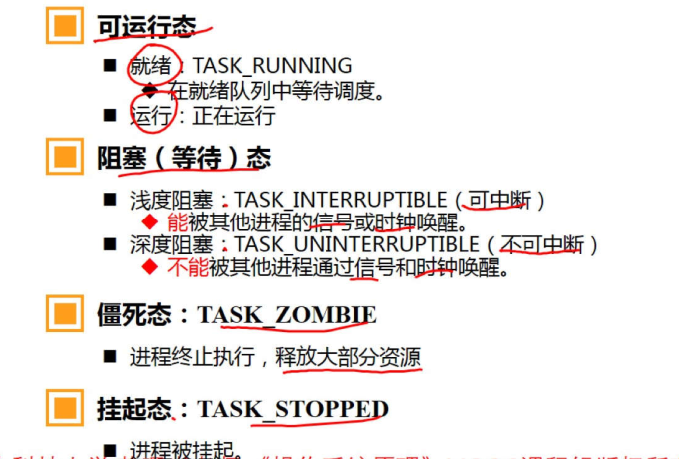 可运行态
就绪：TASK_RUNNING
在就绪队列中等待调度。
运行：正在运行
阻塞（等待）态
浅度阻塞：TASK_INTERRUPTIBLE（可中断）
能被其他进程的信号或时钟唤醒。
深度阻塞：TASK_UNINTERRUPTIBLE（不可中断）
不能被其他进程通过信号和时钟唤醒。
僵死态：TASK_ZOMBIE
进程终止执行，释放大部分资源
挂起态：TASK_STOPPED
进程被挂起。